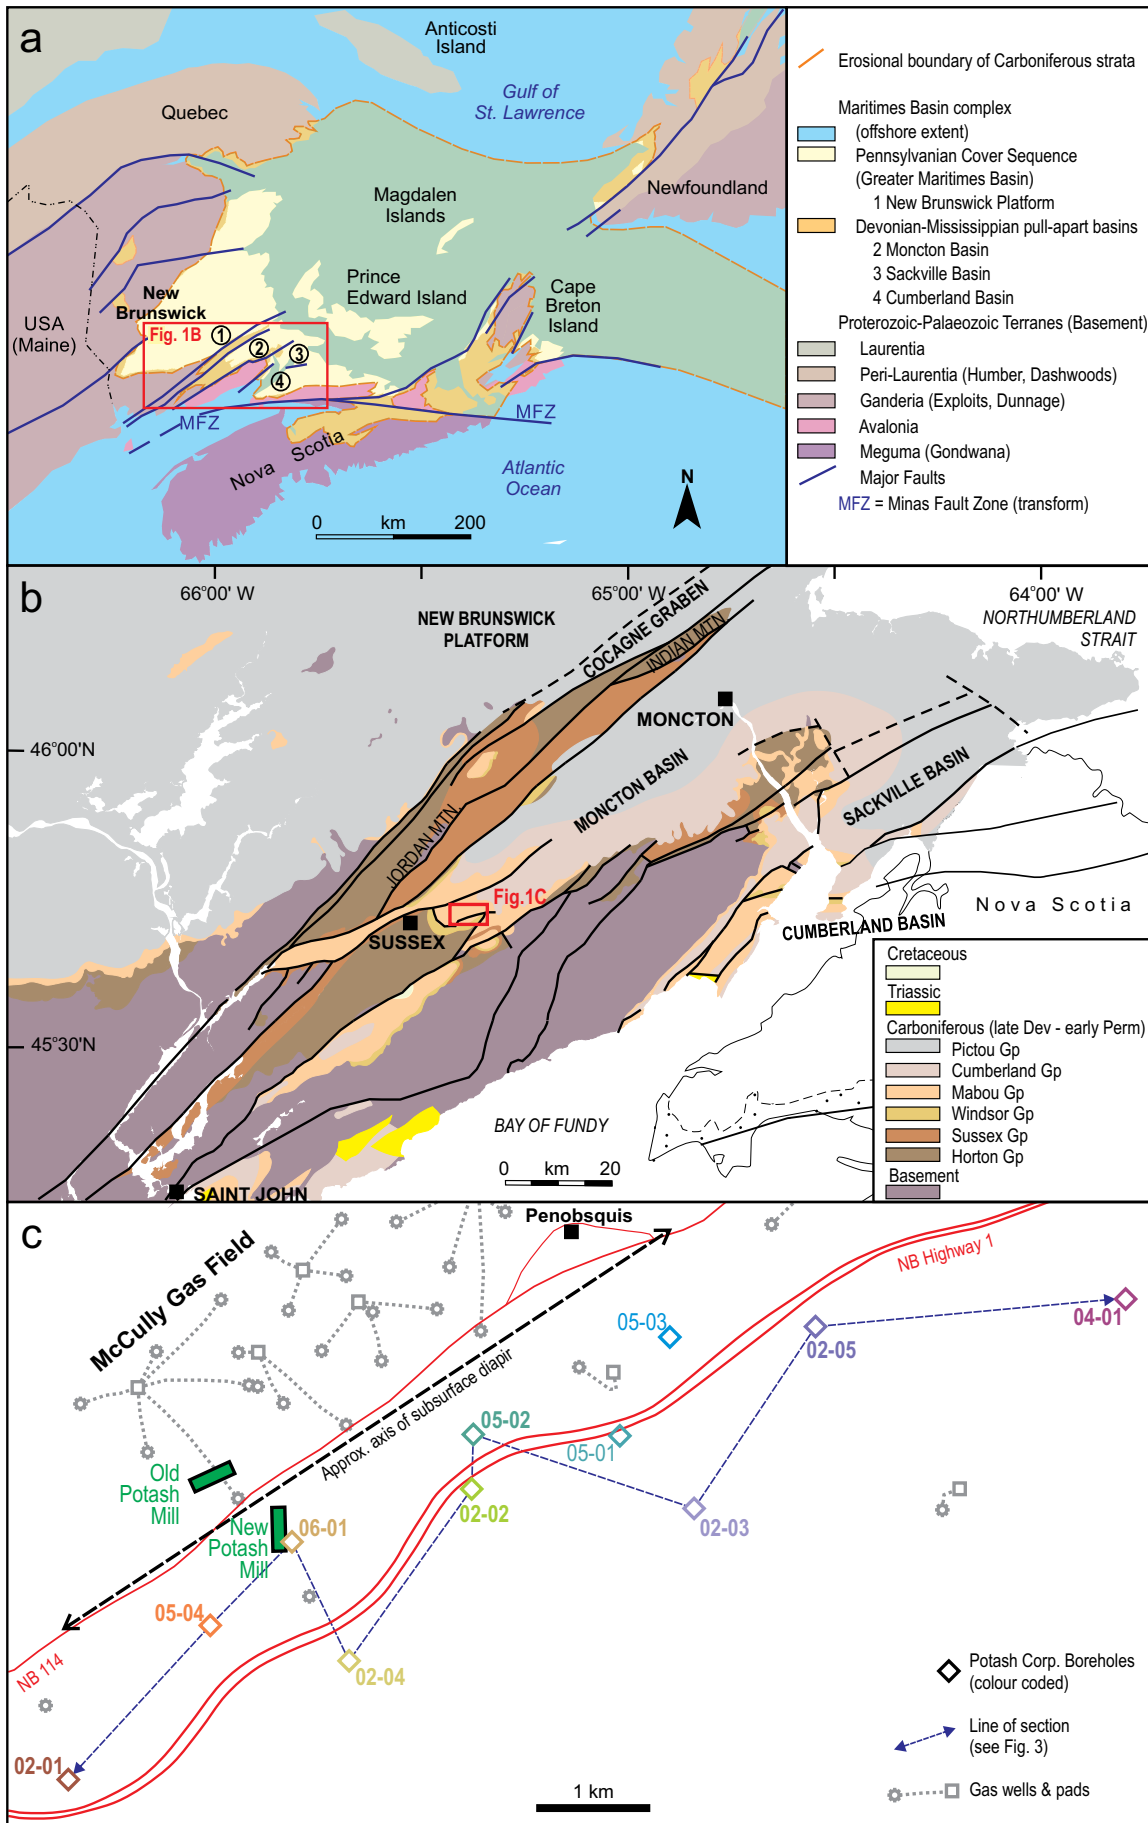 a
Anticosti
Island
Gulf of
St. Lawrence
Quebec
Newfoundland
Magdalen
Islands
Prince
Edward Island
Cape
Breton
Island
New
Brunswick
USA
(Maine)
Fig. 1B
1
2
3
4
MFZ
MFZ
Nova Scotia
Atlantic
Ocean
N
0 km 200
Erosional boundary of Carboniferous strata
Maritimes Basin complex
(offshore extent)
Pennsylvanian Cover Sequence
(Greater Maritimes Basin)
1 New Brunswick Platform
Devonian-Mississippian pull-apart basins
2 Moncton Basin
3 Sackville Basin
4 Cumberland Basin
Proterozoic-Palaeozoic Terranes (Basement)
Laurentia
Peri-Laurentia (Humber, Dashwoods)
Ganderia (Exploits, Dunnage)
Avalonia
Meguma (Gondwana)
Major Faults
MFZ = Minas Fault Zone (transform)
b
66°00' W
65°00' W
64°00' W
NEW BRUNSWICK
PLATFORM
COCAGNE GRABEN
INDIAN MTN.
NORTHUMBERLAND
STRAIT
MONCTON
46°00'N
MONCTON BASIN
SACKVILLE BASIN
JORDAN MTN.
Fig.1C
SUSSEX
Nova Scotia
CUMBERLAND BASIN
45°30'N
BAY OF FUNDY
0 km 20
SAINT JOHN
Cretaceous
Triassic
Carboniferous (late Dev - early Perm)
Pictou Gp
Cumberland Gp
Mabou Gp
Windsor Gp
Sussex Gp
Horton Gp
Basement
c
Penobsquis
McCully Gas Field
NB Highway 1
05-03
02-05
04-01
Approx. axis of subsurface diapir
05-02
05-01
Old
Potash
Mill
02-02
02-03
06-01
New
Potash
Mill
05-04
02-04
NB 114
02-01
1 km
Potash Corp. Boreholes
(colour coded)
Line of section
(see Fig. 3)
Gas wells & pads